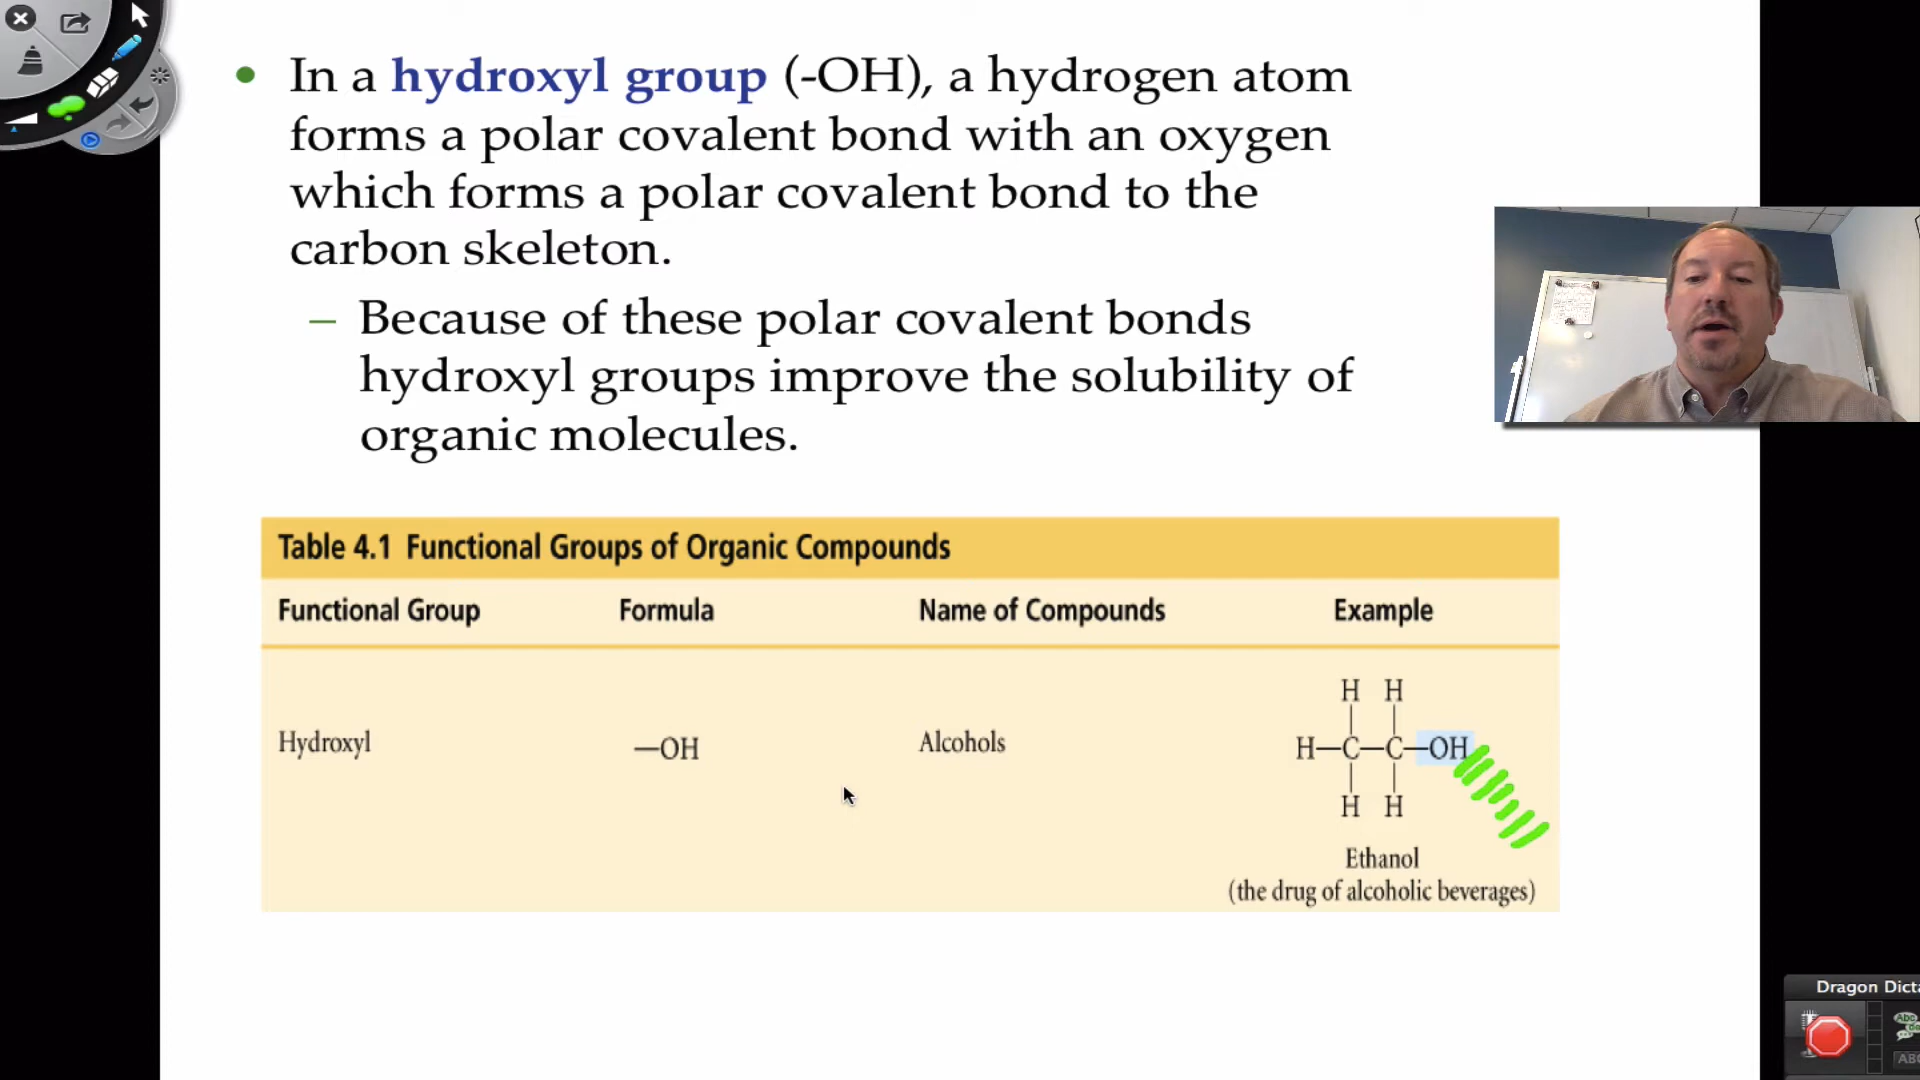 • In a hydroxyl group (-OH), a hydrogen atom
forms a polar covalent bond with an oxygen
which forms a polar covalent bond to the
carbon skeleton.
– Because of these polar covalent bonds
hydroxyl groups improve the solubility of
organic molecules.
Table 4.1 Functional Groups of Organic Compounds
Functional Group Formula Name of Compounds Example
H H
Hydroxyl —OH Alcohols H—C—C—OH
H H
Ethanol
(the drug of alcoholic beverages)
Dragon Dicta
Abc
ABC